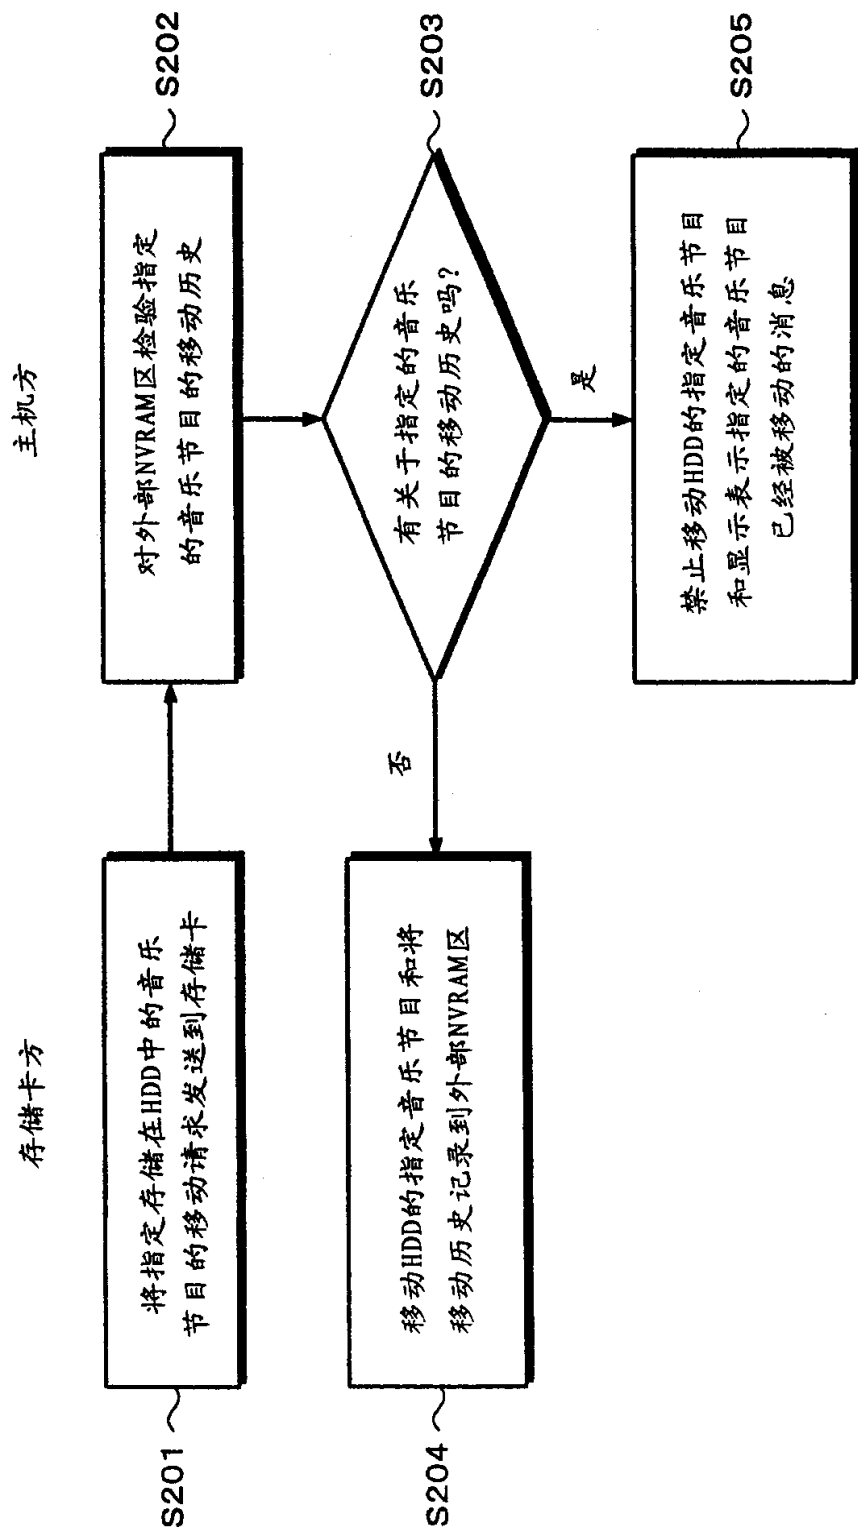 存储卡方
主机方
S201
将指定存储在HDD中的音乐
节目的移动请求发送到存储卡
S202
对外部NVRAM区检验指定
的音乐节目的移动历史
S203
有关于指定的音乐
节目的移动历史吗?
否
是
S204
移动HDD的指定音乐节目和将
移动历史记录到外部NVRAM区
S205
禁止移动HDD的指定音乐节目
和显示表示指定的音乐节目
已经被移动的消息